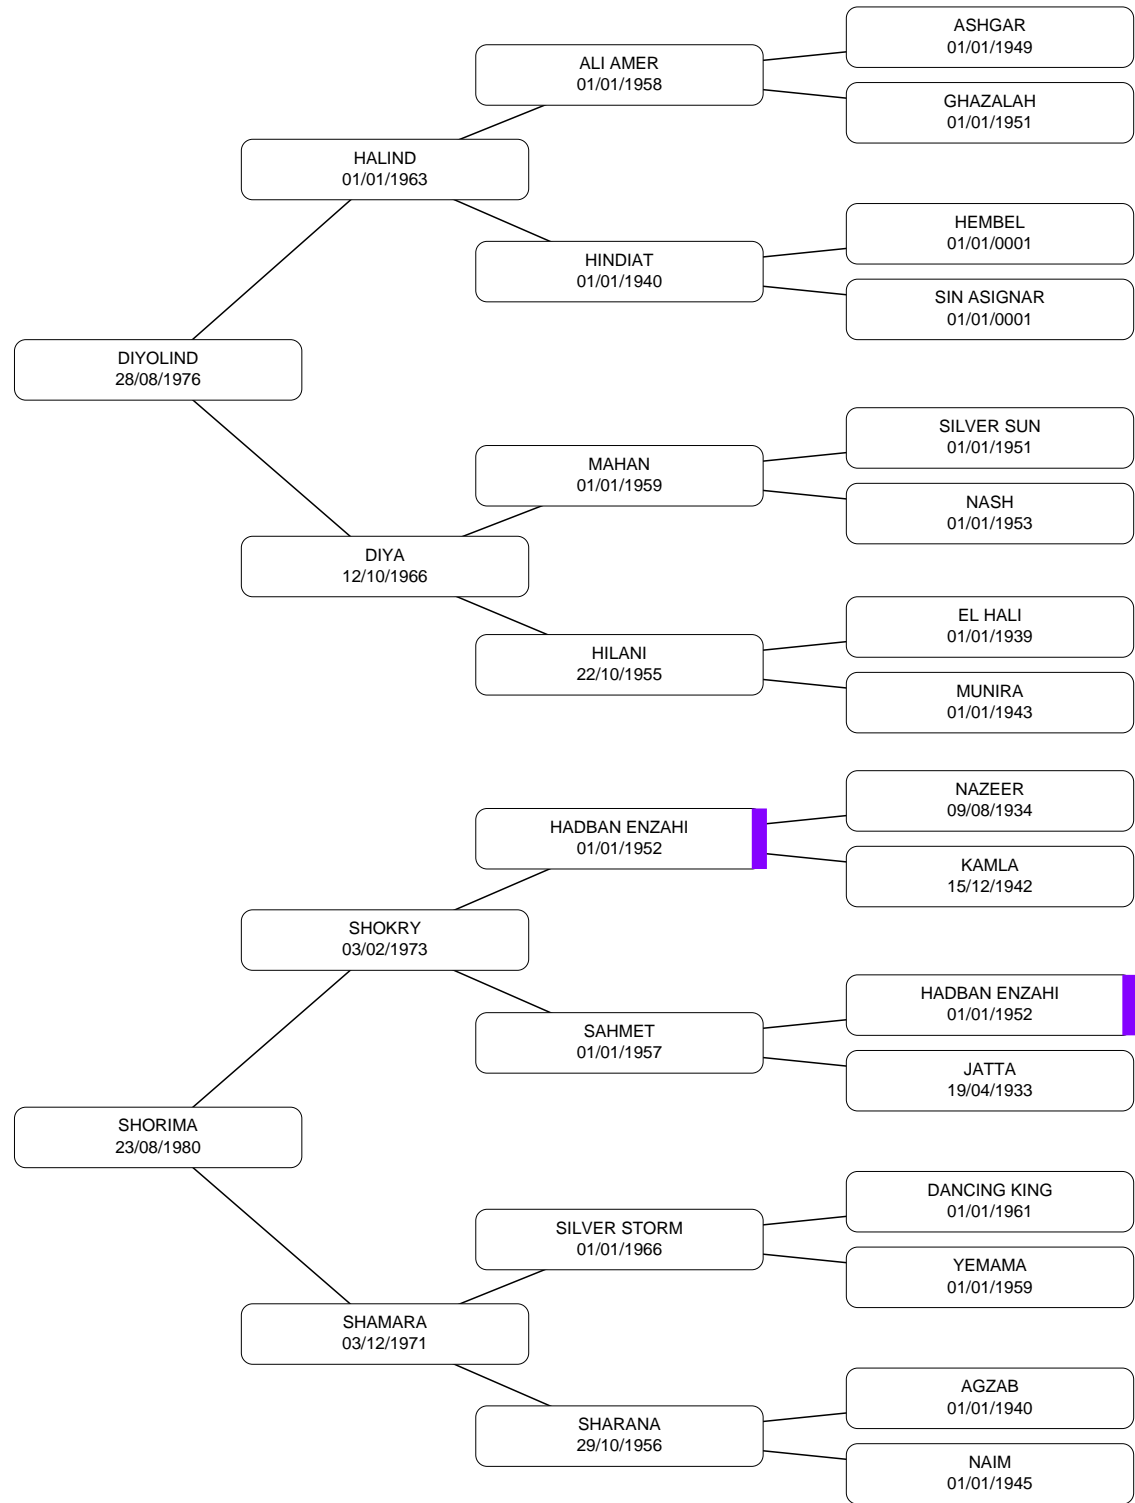 ASHGAR
01/01/1949
ALI AMER
01/01/1958
GHAZALAH
01/01/1951
HALIND
01/01/1963
HEMBEL
01/01/0001
HINDIAT
01/01/1940
SIN ASIGNAR
01/01/0001
DIYOLIND
28/08/1976
SILVER SUN
01/01/1951
MAHAN
01/01/1959
NASH
01/01/1953
DIYA
12/10/1966
EL HALI
01/01/1939
HILANI
22/10/1955
MUNIRA
01/01/1943
NAZEER
09/08/1934
HADBAN ENZAHI
01/01/1952
KAMLA
15/12/1942
SHOKRY
03/02/1973
HADBAN ENZAHI
01/01/1952
SAHMET
01/01/1957
JATTA
19/04/1933
SHORIMA
23/08/1980
DANCING KING
01/01/1961
SILVER STORM
01/01/1966
YEMAMA
01/01/1959
SHAMARA
03/12/1971
AGZAB
01/01/1940
SHARANA
29/10/1956
NAIM
01/01/1945